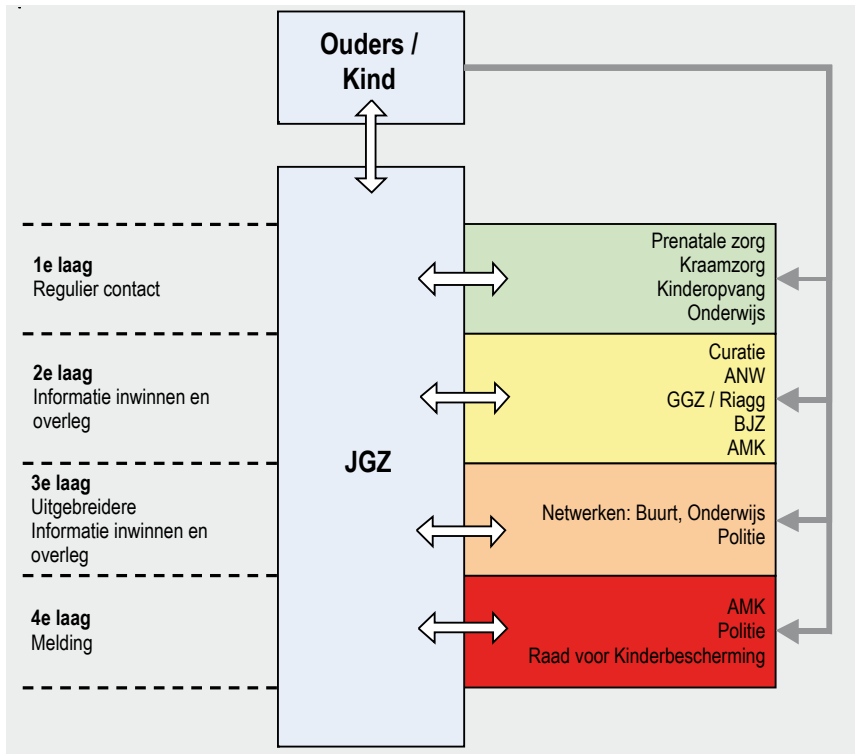 Ouders /
Kind
1e laag
Regulier contact
Prenatale zorg
Kraamzorg
Kinderopvang
Onderwijs
2e laag
Informatie inwinnen en
overleg
Curatie
ANW
GGZ / Riagg
BJZ
AMK
JGZ
3e laag
Uitgebreidere
Informatie inwinnen en
overleg
Netwerken: Buurt, Onderwijs
Politie
4e laag
Melding
AMK
Politie
Raad voor Kinderbescherming